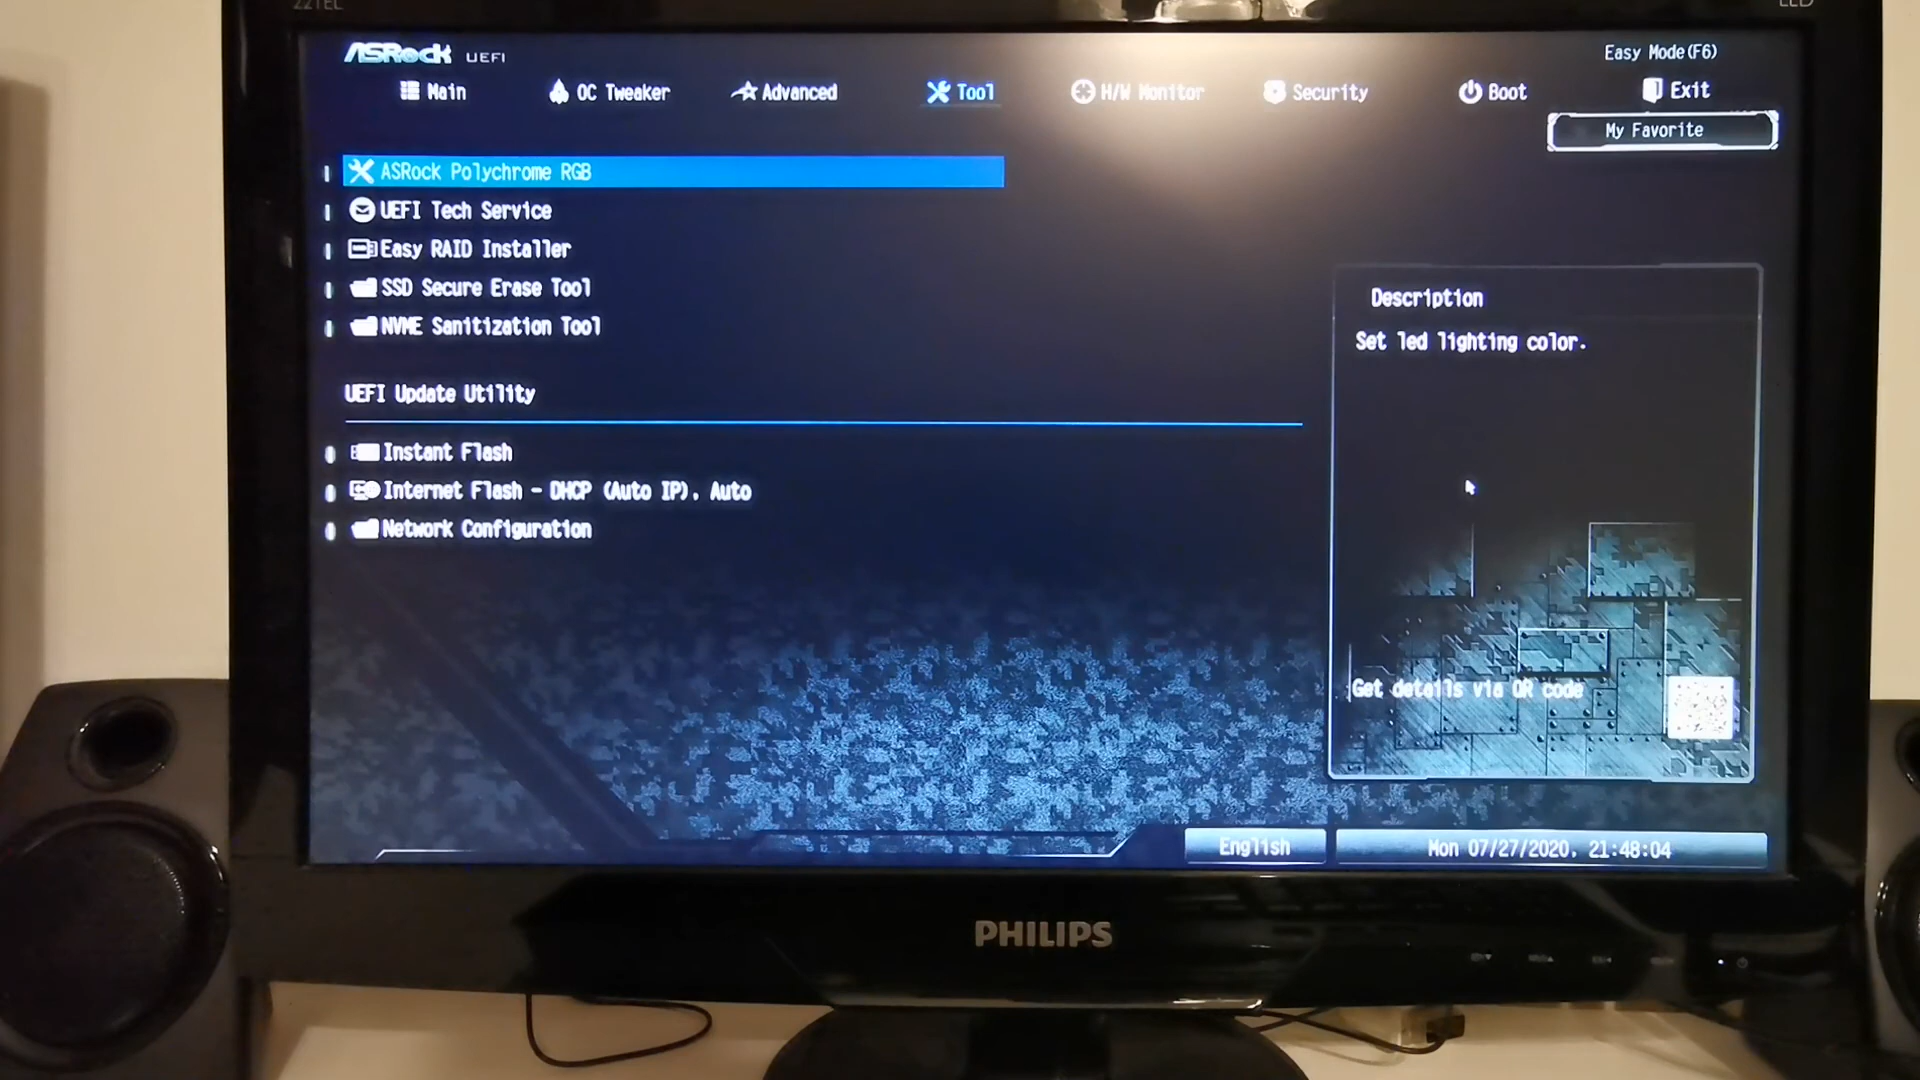 22TEL
LED
ASRock UEFI
Easy Mode(F6)
Main
OC Tweaker
Advanced
Tool
H/W Monitor
Security
Boot
Exit
My Favorite
ASRock Polychrome RGB
UEFI Tech Service
Easy RAID Installer
SSD Secure Erase Tool
NVME Sanitization Tool
UEFI Update Utility
Instant Flash
Internet Flash - DHCP (Auto IP), Auto
Network Configuration
Description
Set led lighting color.
Get details via QR code
English
Mon 07/27/2020, 21:48:04
PHILIPS